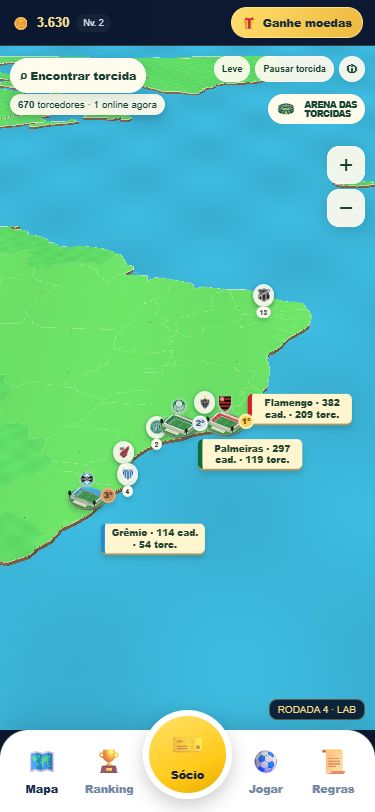 3.630
Nv. 2
Ganhe moedas
Encontrar torcida
Leve
Pausar torcida
670 torcedores · 1 online agora
ARENA DAS
TORCIDAS
+
−
13
Flamengo · 382
cad. · 209 torc.
1º
2º
2
Palmeiras · 297
cad. · 119 torc.
4
3º
Grêmio · 114 cad.
· 54 torc.
RODADA 4 · LAB
Mapa
Ranking
Sócio
Jogar
Regras